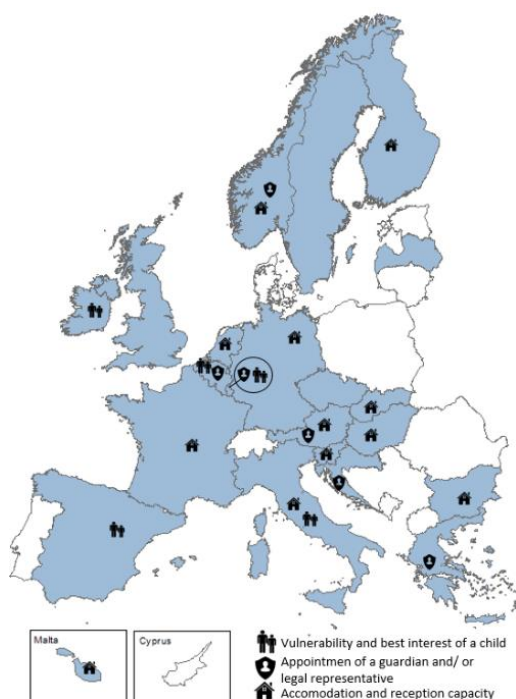 Malta
Cyprus
Vulnerability and best interest of a child
Appointmen of a guardian and/ or
legal representative
Accomodation and reception capacity